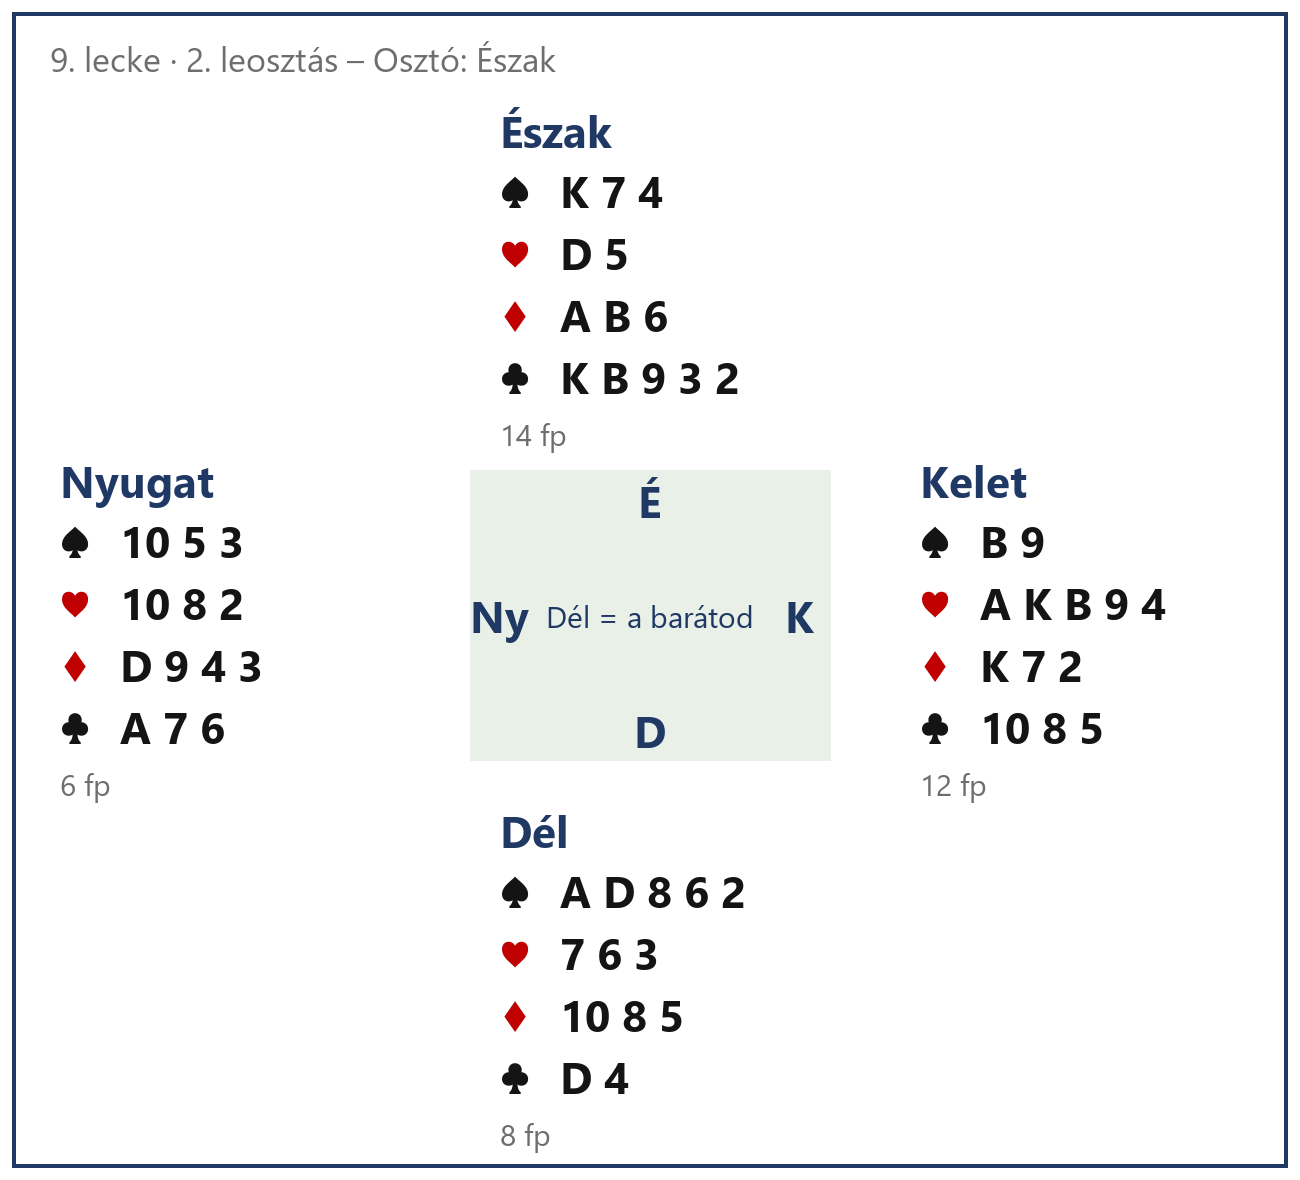 9. lecke · 2. leosztás – Osztó: Észak
Észak
♠ K 7 4
♥ D 5
♦ A B 6
♣ K B 9 3 2
14 fp
Nyugat
♠ 10 5 3
♥ 10 8 2
♦ D 9 4 3
♣ A 7 6
6 fp
É
Ny Dél = a barátod K
D
Kelet
♠ B 9
♥ A K B 9 4
♦ K 7 2
♣ 10 8 5
12 fp
Dél
♠ A D 8 6 2
♥ 7 6 3
♦ 10 8 5
♣ D 4
8 fp